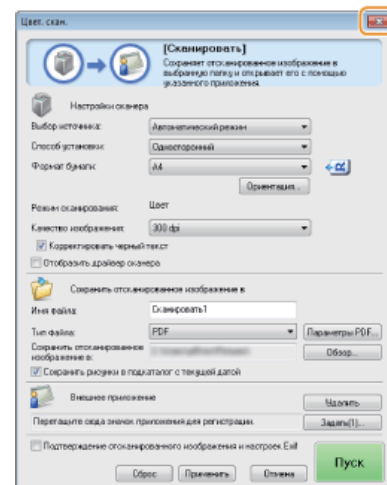 Цвет. скан.
[Сканировать]
Сохраняет отсканированное изображение в
выбранную папку и открывает его с помощью
указанного приложения.
Настройки сканера
Выбор источника:
Автоматический режим
Способ установки:
Односторонний
Формат бумаги:
A4
Ориентация...
Режим сканирования:
Цвет
Качество изображения:
300 dpi
Корректировать черный текст
Отобразить драйвер сканера
Сохранить отсканированное изображение в
Имя файла:
Сканировать1
Тип файла:
PDF
Параметры PDF...
Сохранить отсканированное
изображение в:
Обзор...
Сохранить рисунки в подкаталог с текущей датой
Внешнее приложение
Удалить
Перетащите сюда значок приложения для регистрации.
Задать(1)...
Подтверждение отсканированного изображения и настроек Exif
Сброс
Применить
Отмена
Пуск